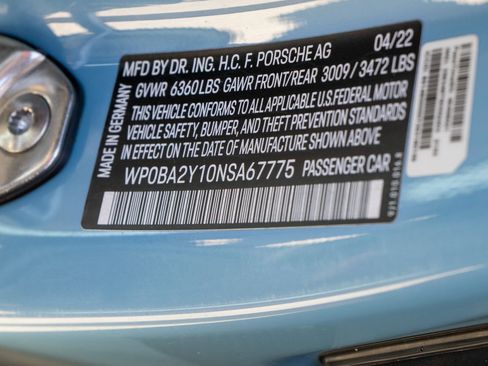 MFD BY DR. ING. H.C. F. PORSCHE AG 04/22
GVWR 6360LBS GAWR FRONT/REAR 3009/3472 LBS
THIS VEHICLE CONFORMS TO ALL APPLICABLE U.S.FEDERAL MOTOR
VEHICLE SAFETY, BUMPER, AND THEFT PREVENTION STANDARDS
IN EFFECT ON THE DATE OF MANUFACTURE SHOWN ABOVE
WP0BA2Y10NSA67775 PASSENGER CAR
MADE IN GERMANY